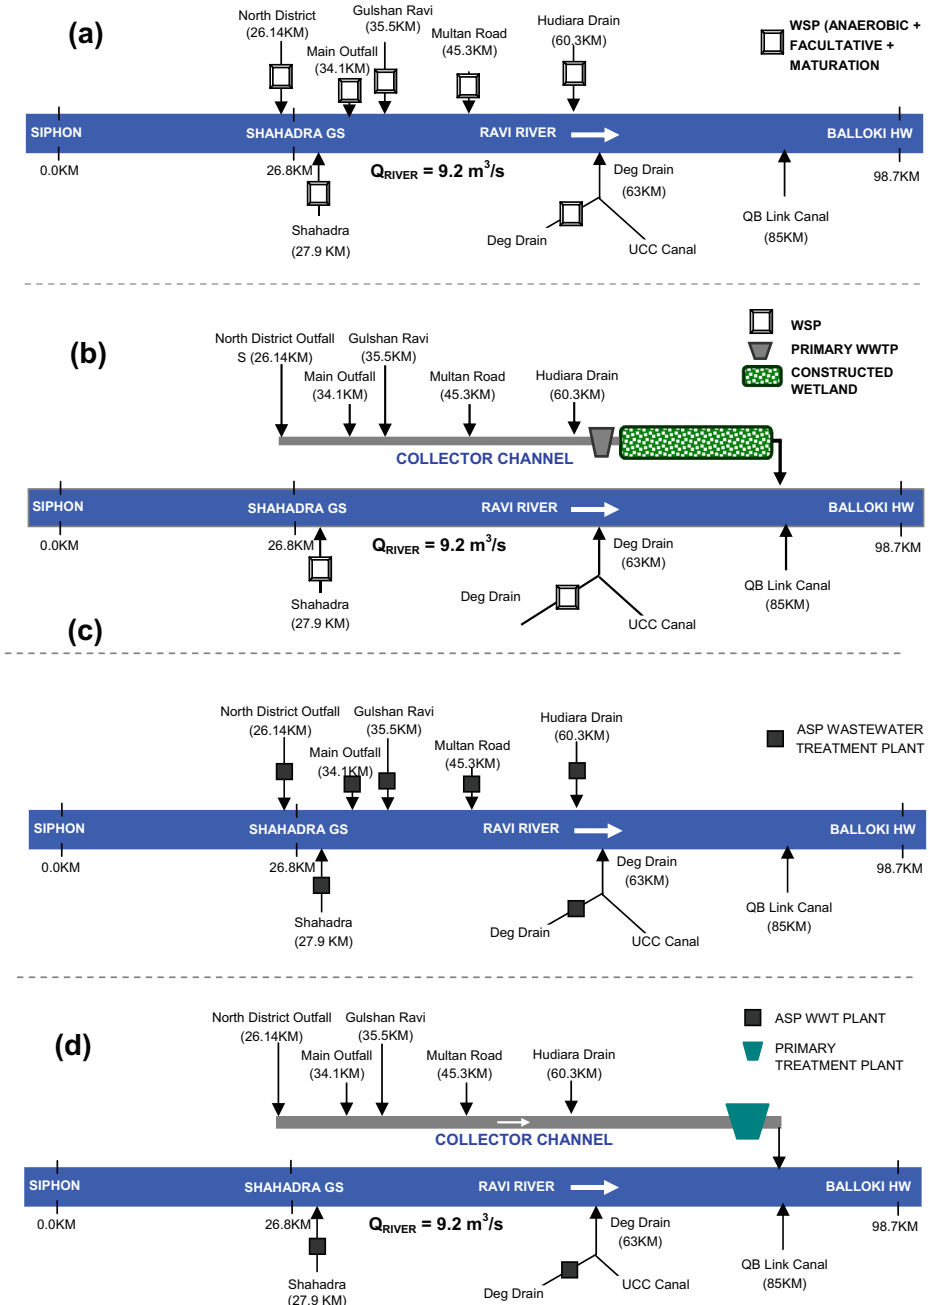 (a)
North District
(26.14KM)
Gulshan Ravi
(35.5KM)
Main Outfall
(34.1KM)
Multan Road
(45.3KM)
Hudiara Drain
(60.3KM)
WSP (ANAEROBIC +
FACULTATIVE +
MATURATION
SIPHON
SHAHADRA GS
RAVI RIVER
BALLOKI HW
0.0KM
26.8KM
QRIVER = 9.2 m³/s
98.7KM
Shahadra
(27.9 KM)
Deg Drain
(63KM)
Deg Drain
UCC Canal
QB Link Canal
(85KM)
(b)
WSP
PRIMARY WWTP
CONSTRUCTED
WETLAND
North District Outfall
S (26.14KM)
Gulshan Ravi
(35.5KM)
Main Outfall
(34.1KM)
Multan Road
(45.3KM)
Hudiara Drain
(60.3KM)
COLLECTOR CHANNEL
SIPHON
SHAHADRA GS
RAVI RIVER
BALLOKI HW
0.0KM
26.8KM
QRIVER = 9.2 m³/s
98.7KM
Shahadra
(27.9 KM)
Deg Drain
(63KM)
Deg Drain
UCC Canal
QB Link Canal
(85KM)
(c)
North District Outfall
(26.14KM)
Gulshan Ravi
(35.5KM)
Main Outfall
(34.1KM)
Multan Road
(45.3KM)
Hudiara Drain
(60.3KM)
ASP WASTEWATER
TREATMENT PLANT
SIPHON
SHAHADRA GS
RAVI RIVER
BALLOKI HW
0.0KM
26.8KM
98.7KM
Shahadra
(27.9 KM)
Deg Drain
(63KM)
Deg Drain
UCC Canal
QB Link Canal
(85KM)
(d)
North District Outfall
(26.14KM)
Gulshan Ravi
(35.5KM)
Main Outfall
(34.1KM)
Multan Road
(45.3KM)
Hudiara Drain
(60.3KM)
ASP WWT PLANT
PRIMARY
TREATMENT PLANT
COLLECTOR CHANNEL
SIPHON
SHAHADRA GS
RAVI RIVER
BALLOKI HW
0.0KM
26.8KM
QRIVER = 9.2 m³/s
98.7KM
Shahadra
(27.9 KM)
Deg Drain
(63KM)
Deg Drain
UCC Canal
QB Link Canal
(85KM)